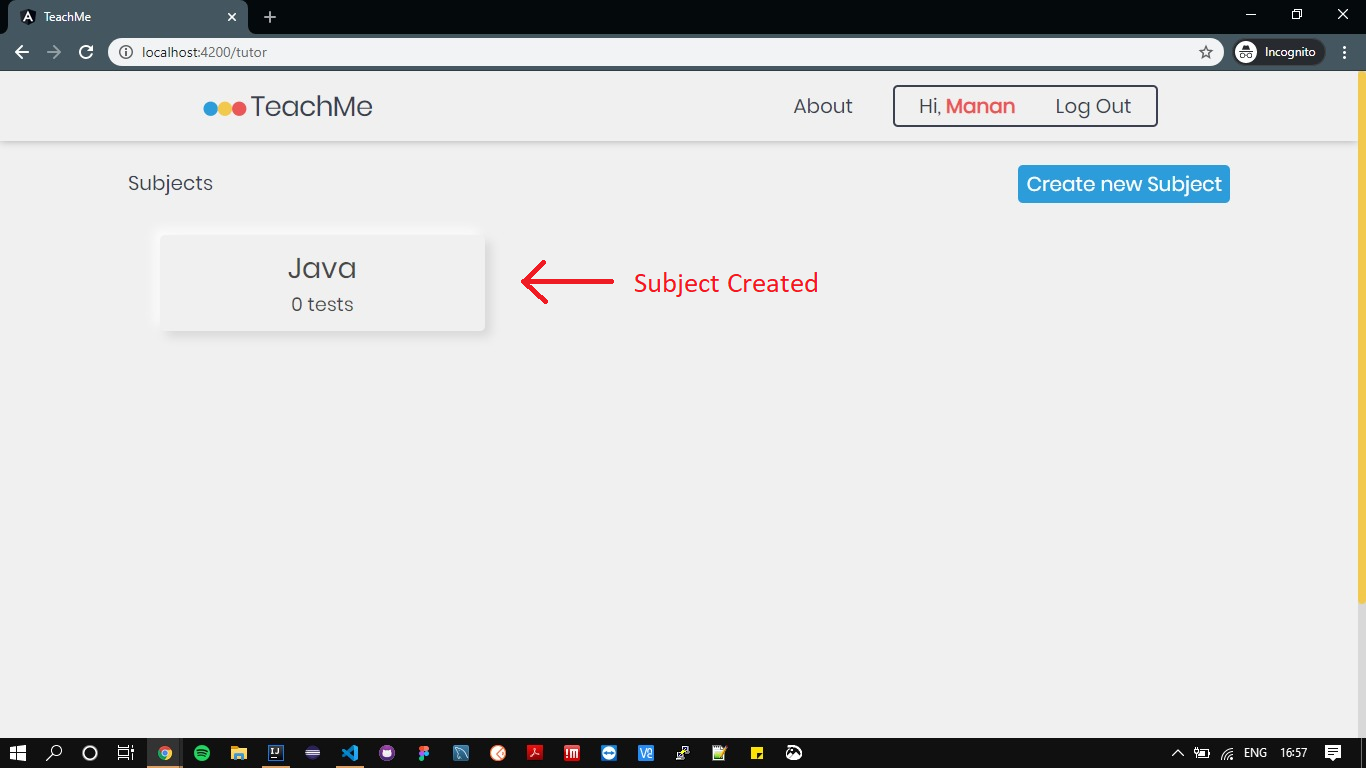 TeachMe
localhost:4200/tutor
Incognito
TeachMe
About
Hi, Manan
Log Out
Subjects
Create new Subject
Java
0 tests
Subject Created
ENG
16:57